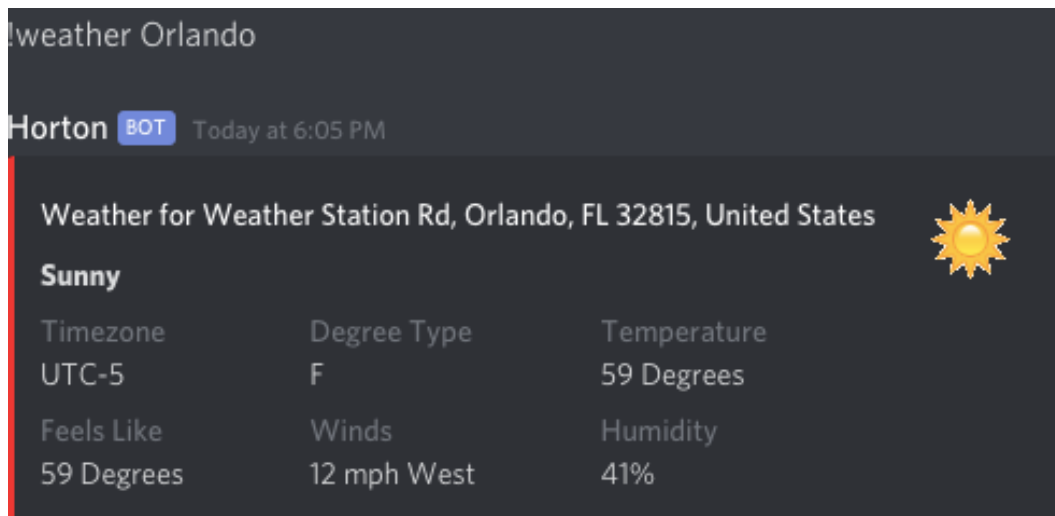 !weather Orlando
Horton BOT Today at 6:05 PM
Weather for Weather Station Rd, Orlando, FL 32815, United States
Sunny
Timezone Degree Type Temperature
UTC-5 F 59 Degrees
Feels Like Winds Humidity
59 Degrees 12 mph West 41%